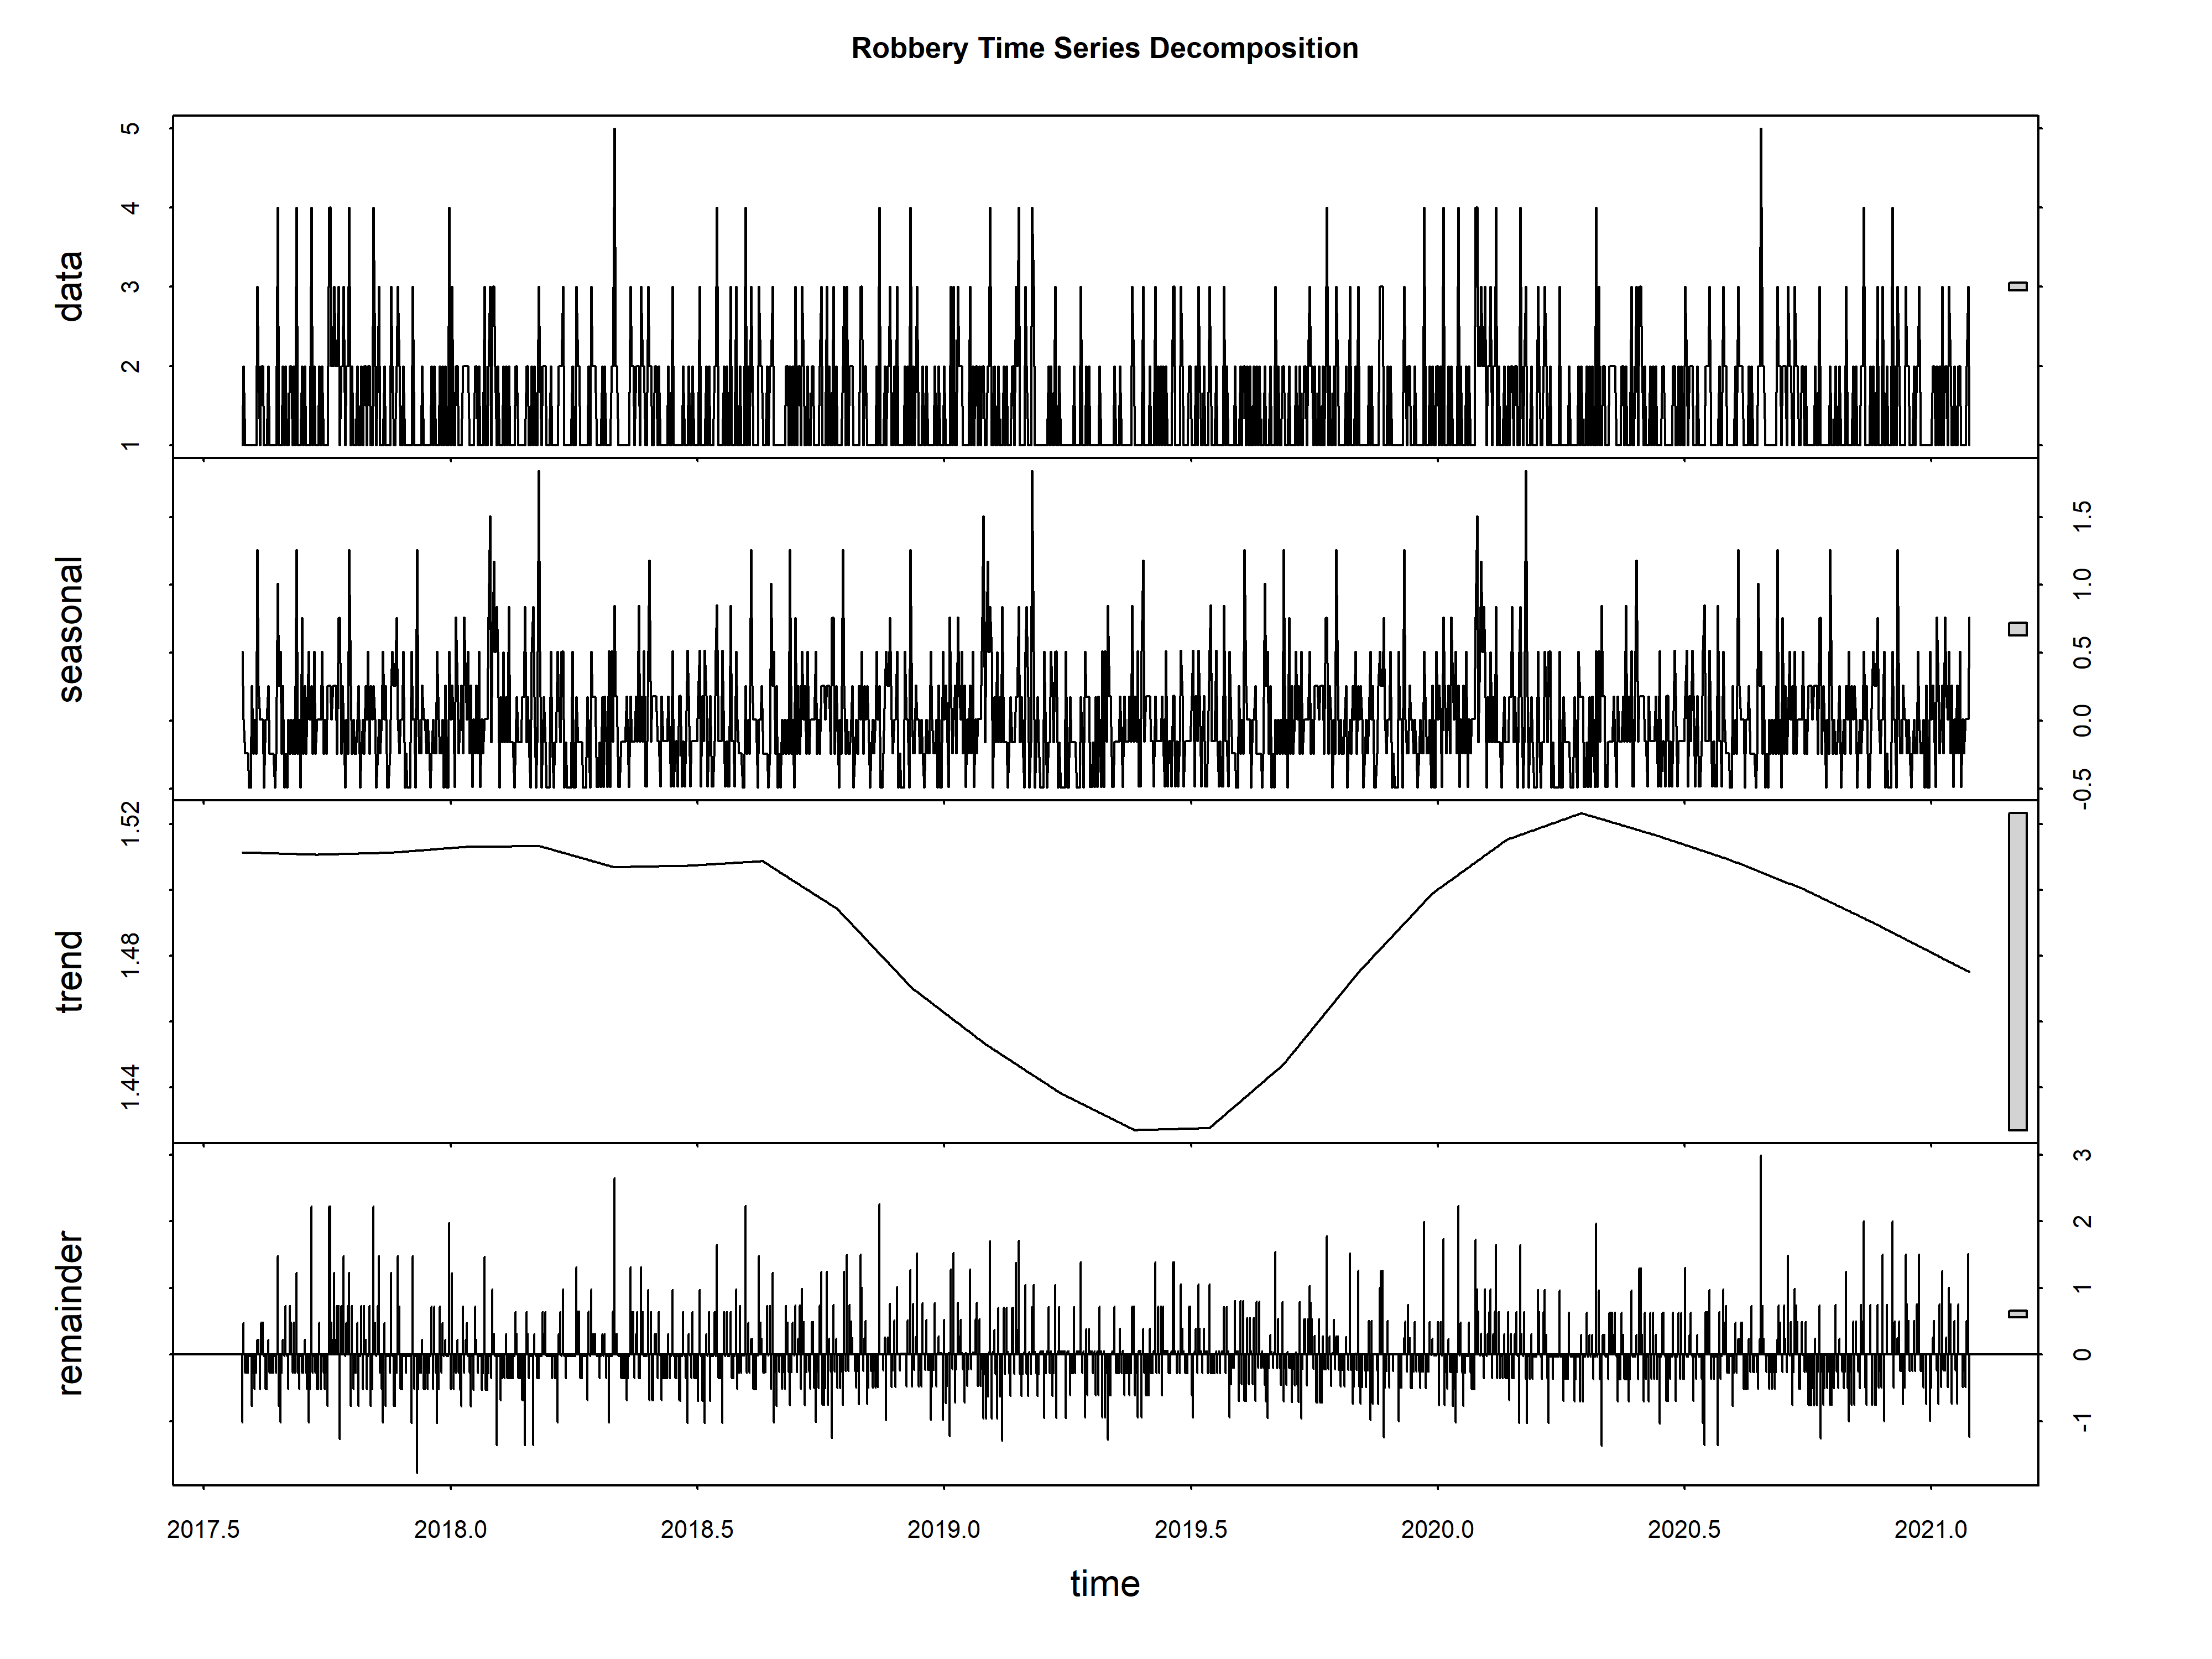 Robbery Time Series Decomposition
data
1 2 3 4 5
seasonal
-0.5 0.0 0.5 1.0 1.5
trend
1.44 1.48 1.52
remainder
-1 0 1 2 3
2017.5 2018.0 2018.5 2019.0 2019.5 2020.0 2020.5 2021.0
time